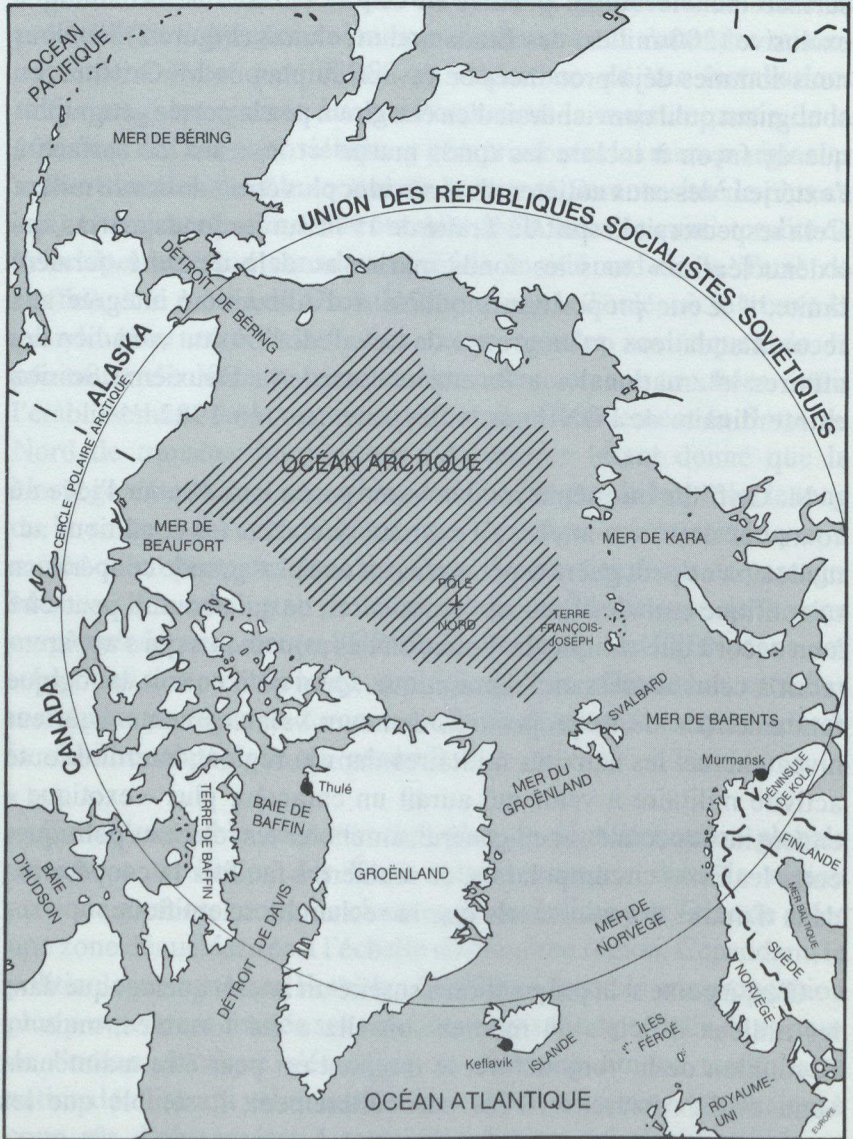 OCÉAN
PACIFIQUE
MER DE BÉRING
DÉTROIT DE BÉRING
UNION DES RÉPUBLIQUES SOCIALISTES SOVIÉTIQUES
ALASKA
CERCLE POLAIRE ARCTIQUE
OCÉAN ARCTIQUE
MER DE
BEAUFORT
MER DE KARA
PÔLE
NORD
TERRE
FRANÇOIS-
JOSEPH
CANADA
SVALBARD
MER DE BARENTS
Murmansk
PÉNINSULE
DE KOLA
Thulé
MER DU
GROËNLAND
BAIE DE
BAFFIN
TERRE DE BAFFIN
FINLANDE
BAIE
D'HUDSON
GROËNLAND
MER BALTIQUE
DÉTROIT DE DAVIS
MER DE
NORVÈGE
SUÈDE
NORVÈGE
ILES
FÉROÉ
Keflavik
ISLANDE
OCÉAN ATLANTIQUE
ROYAUME-
UNI
EUROPE